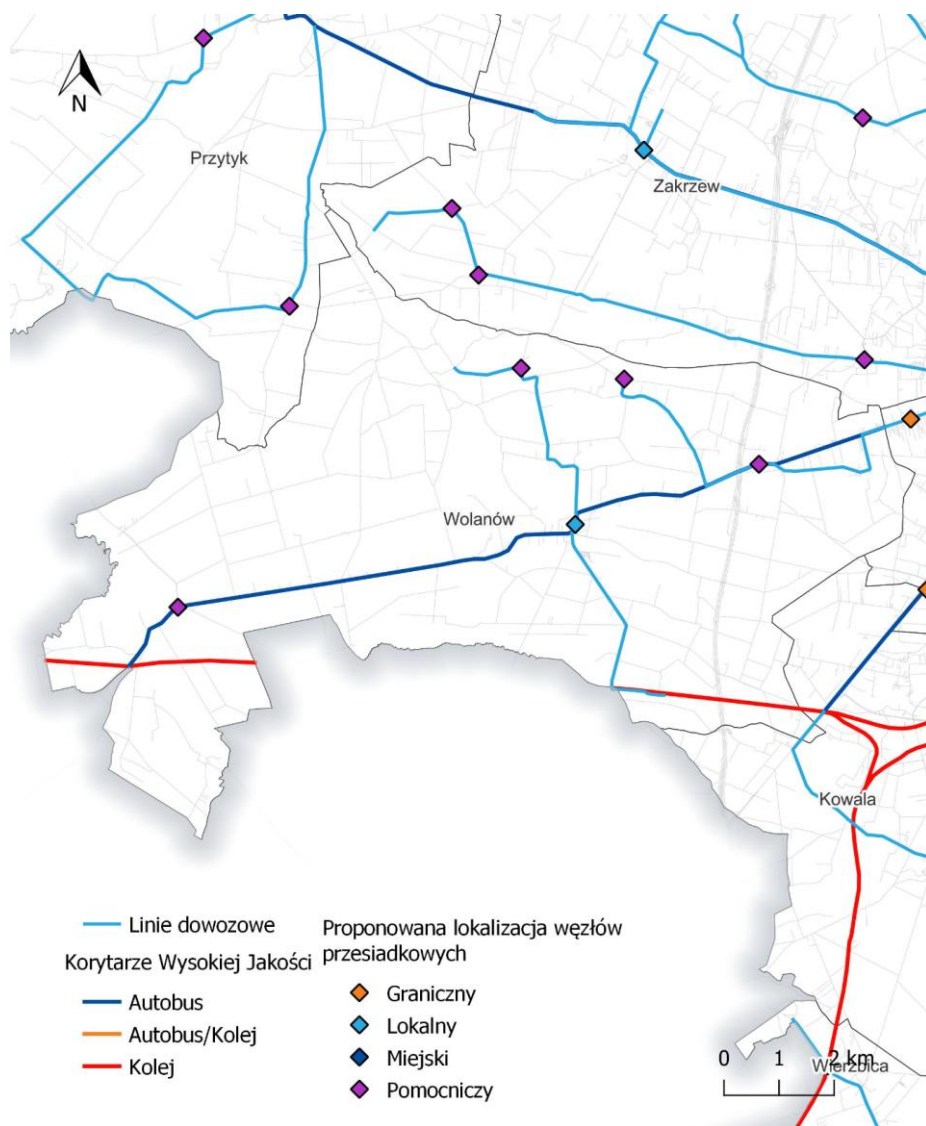 N
Przytyk
Zakrzew
Wolanów
Kowala
Wierzbica
Linie dowozowe
Korytarze Wysokiej Jakości
Autobus
Autobus/Kolej
Kolej
Proponowana lokalizacja węzłów
przesiadkowych
Graniczny
Lokalny
Miejski
Pomocniczy
0 1 2 km